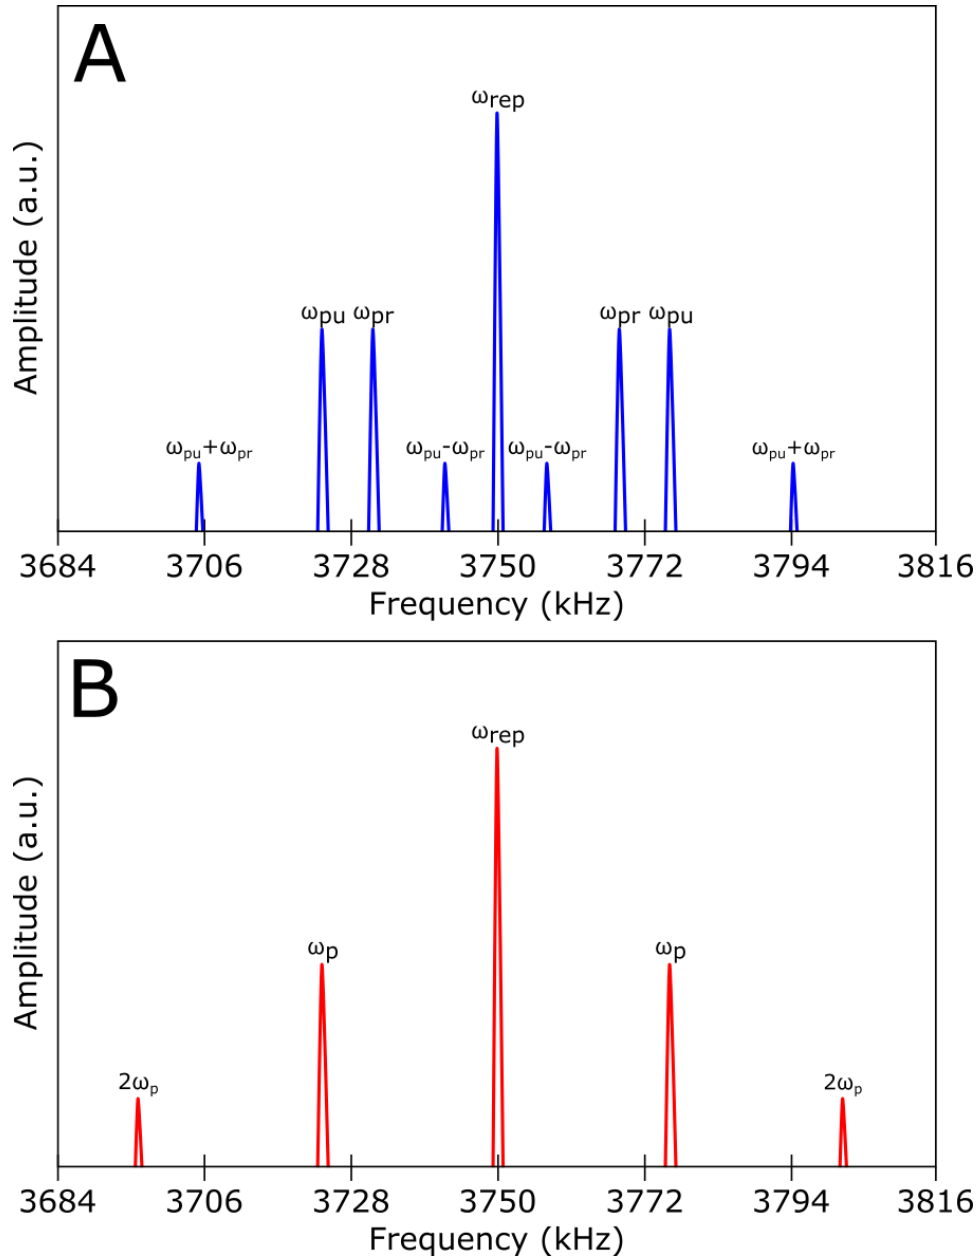 A
ωrep
ωpu ωpr
ωpr ωpu
ωpu+ωpr
ωpu-ωpr
ωpu-ωpr
ωpu+ωpr
Amplitude (a.u.)
3684 3706 3728 3750 3772 3794 3816
Frequency (kHz)
B
ωrep
ωp
ωp
2ωp
2ωp
Amplitude (a.u.)
3684 3706 3728 3750 3772 3794 3816
Frequency (kHz)